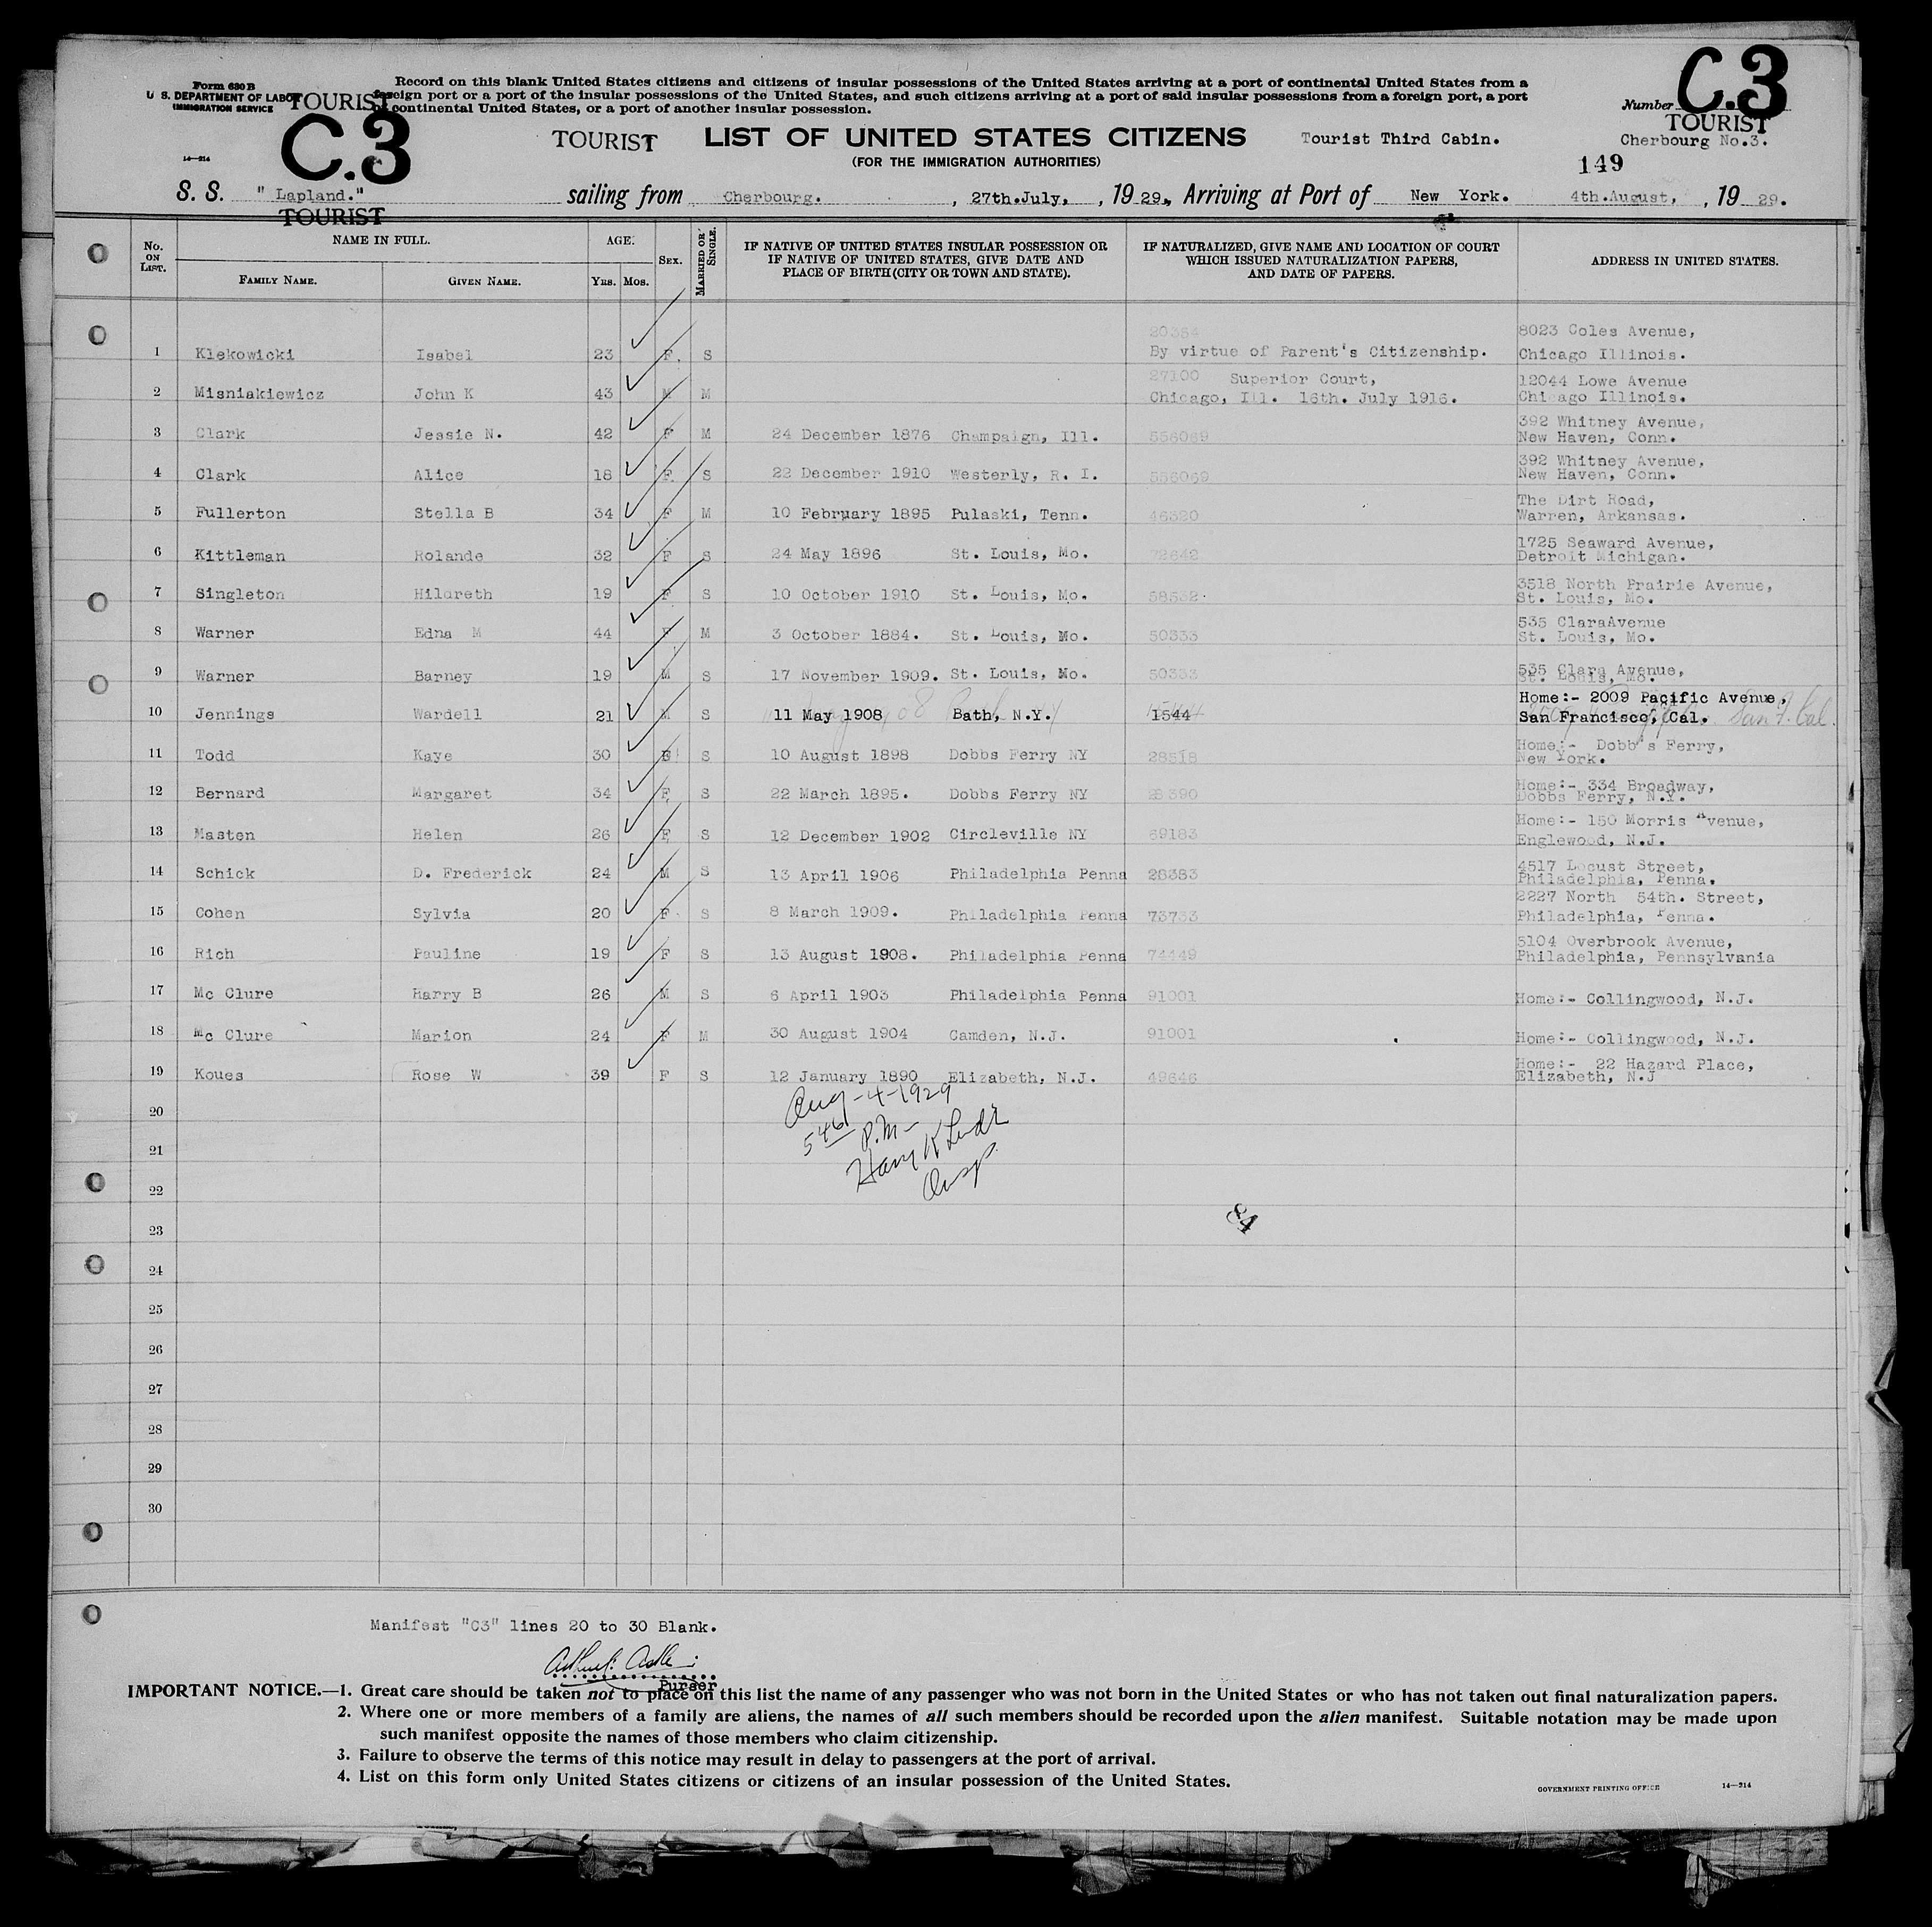 Form 630 B
U. S. DEPARTMENT OF LABOR
IMMIGRATION SERVICE
14—214
Record on this blank United States citizens and citizens of insular possessions of the United States arriving at a port of continental United States from a
foreign port or a port of the insular possessions of the United States, and such citizens arriving at a port of said insular possessions from a foreign port, a port
of continental United States, or a port of another insular possession.
TOURIST
C.3
TOURIST
TOURIST LIST OF UNITED STATES CITIZENS Tourist Third Cabin.
(FOR THE IMMIGRATION AUTHORITIES)
Number C.3
TOURIST
Cherbourg No.3.
149
S. S. "Lapland." sailing from Cherbourg. , 27th.July, , 1929., Arriving at Port of New York. 4th.August, , 1929.
No. ON LIST. NAME IN FULL. AGE. SEX. MARRIED OR SINGLE. IF NATIVE OF UNITED STATES INSULAR POSSESSION OR IF NATIVE OF UNITED STATES, GIVE DATE AND PLACE OF BIRTH (CITY OR TOWN AND STATE). IF NATURALIZED, GIVE NAME AND LOCATION OF COURT WHICH ISSUED NATURALIZATION PAPERS, AND DATE OF PAPERS. ADDRESS IN UNITED STATES.
FAMILY NAME. GIVEN NAME. YRS. MOS.
20354 8023 Coles Avenue,
1 Klekowicki Isabel 23 F. S By virtue of Parent's Citizenship. Chicago Illinois.
27100 Superior Court, 12044 Lowe Avenue
2 Misniakiewicz John K 43 M M Chicago, Ill. 16th. July 1916. Chicago Illinois.
392 Whitney Avenue,
3 Clark Jessie N. 42 F M 24 December 1876 Champaign, Ill. 556069 New Haven, Conn.
392 Whitney Avenue,
4 Clark Alice 18 F. S 22 December 1910 Westerly, R. I. 556069 New Haven, Conn.
The Dirt Road,
5 Fullerton Stella B 34 F M 10 February 1895 Pulaski, Tenn. 46320 Warren, Arkansas.
1725 Seaward Avenue,
6 Kittleman Rolande 32 F S 24 May 1896 St. Louis, Mo. 72642 Detroit Michigan.
3518 North Prairie Avenue,
7 Singleton Hildreth 19 F S 10 October 1910 St. Louis, Mo. 58532 St. Louis, Mo.
535 ClaraAvenue
8 Warner Edna M 44 F M 3 October 1884. St. Louis, Mo. 50333 St. Louis, Mo.
535 Clara Avenue,
9 Warner Barney 19 M S 17 November 1909. St. Louis, Mo. 50333 St. Louis, Mo.
Home:- 2009 Pacific Avenue,
10 Jennings Wardell 21 M S 11 May 1908 Bath, N.Y. 1544 San Francisco, Cal.
Home:- Dobb's Ferry,
11 Todd Kaye 30 S 10 August 1898 Dobbs Ferry NY 28518 New York.
Home:- 334 Broadway,
12 Bernard Margaret 34 F. S 22 March 1895. Dobbs Ferry NY 28390 Dobbs Ferry, N.Y.
Home:- 150 Morris Avenue,
13 Masten Helen 26 F. S 12 December 1902 Circleville NY 69183 Englewood, N.J.
4517 Locust Street,
14 Schick D. Frederick 24 M S 13 April 1906 Philadelphia Penna 28383 Philadelphia, Penna.
2227 North 54th. Street,
15 Cohen Sylvia 20 F. S 8 March 1909. Philadelphia Penna 73733 Philadelphia, Penna.
5104 Overbrook Avenue,
16 Rich Pauline 19 F S 13 August 1908. Philadelphia Penna 74449 Philadelphia, Pennsylvania
17 Mc Clure Harry B 26 M S 6 April 1903 Philadelphia Penna 91001 Home:- Collingwood, N.J.
18 Mc Clure Marion 24 F M 30 August 1904 Camden, N.J. 91001 Home:- Collingwood, N.J.
Home:- 22 Hazard Place,
19 Koues Rose W 39 F S 12 January 1890 Elizabeth, N.J. 49646 Elizabeth, N.J
Aug-4-1929
20
546 P.M-
21
Harry K
22
Insp.
23
34
24
25
26
27
28
29
30
Manifest "C3" lines 20 to 30 Blank.
Purser
IMPORTANT NOTICE.—1. Great care should be taken not to place on this list the name of any passenger who was not born in the United States or who has not taken out final naturalization papers.
2. Where one or more members of a family are aliens, the names of all such members should be recorded upon the alien manifest. Suitable notation may be made upon
such manifest opposite the names of those members who claim citizenship.
3. Failure to observe the terms of this notice may result in delay to passengers at the port of arrival.
4. List on this form only United States citizens or citizens of an insular possession of the United States.
GOVERNMENT PRINTING OFFICE 14—214